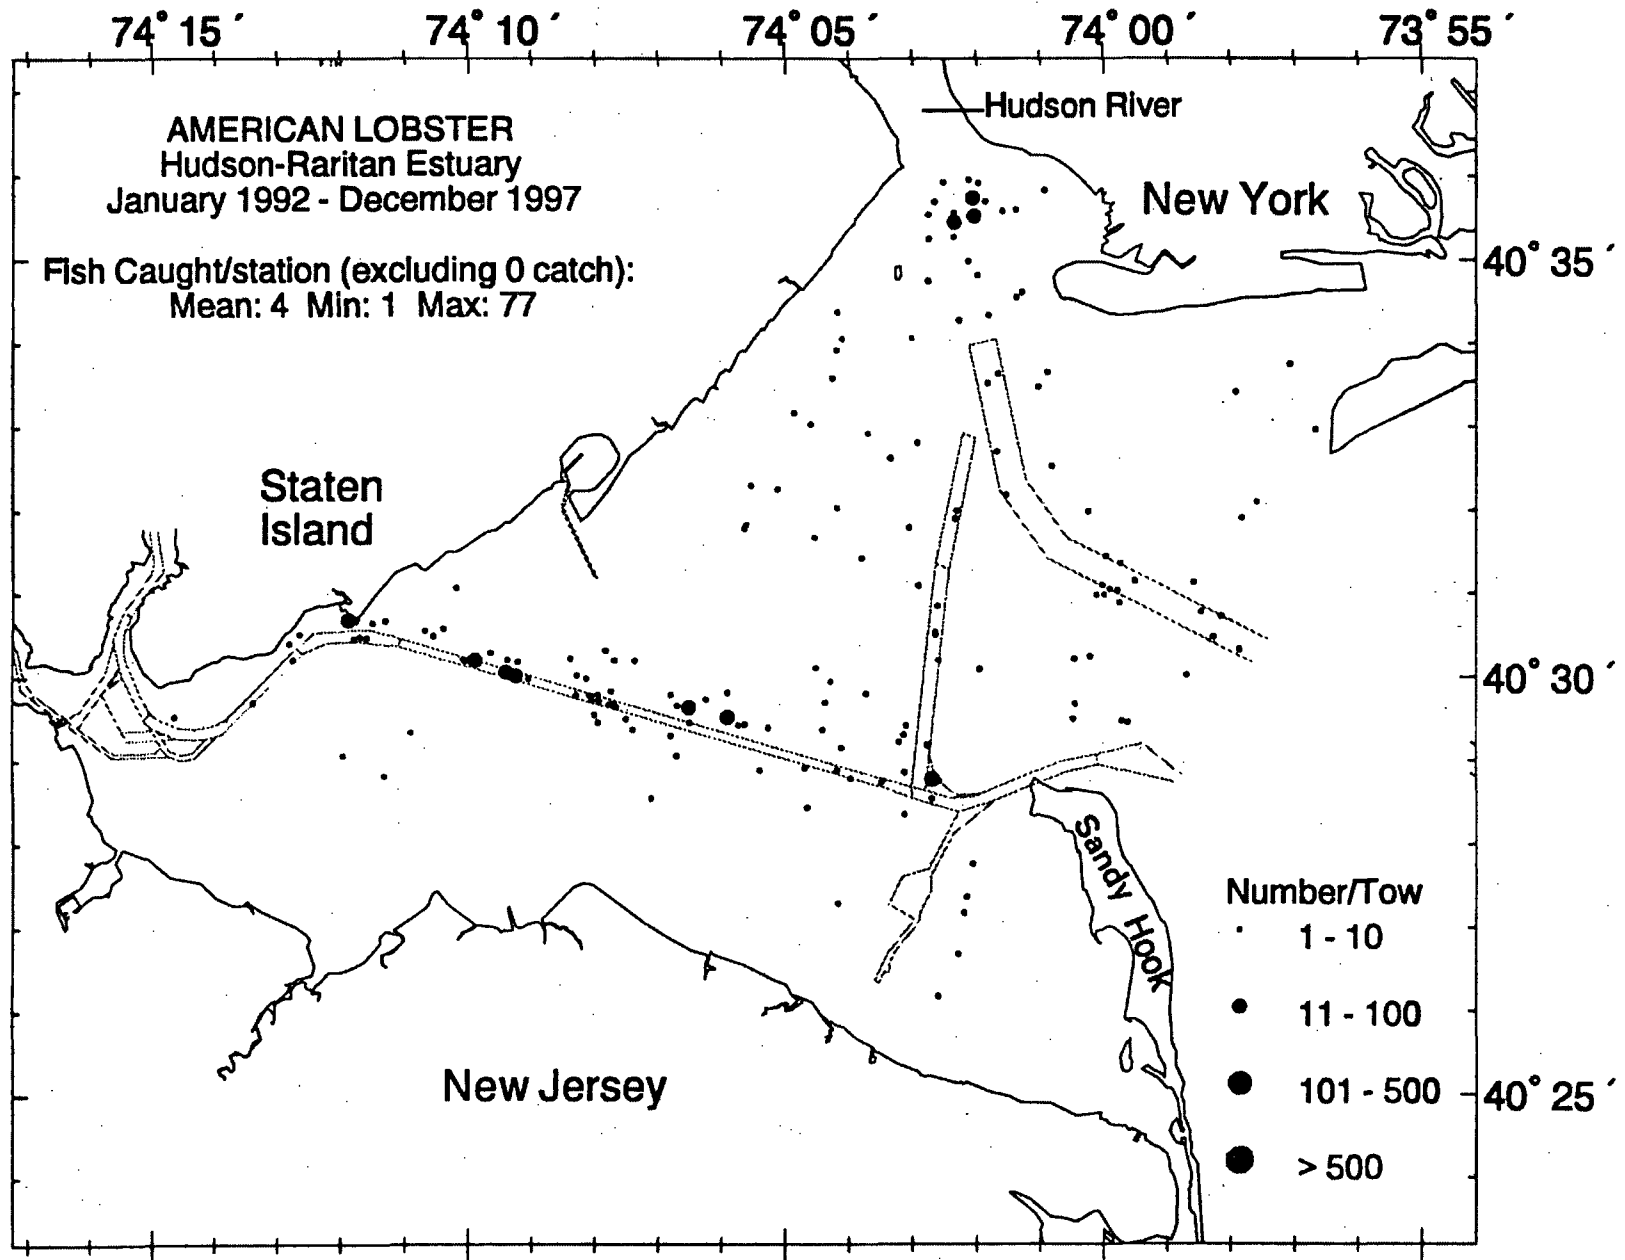 74° 15 ′ 74° 10 ′ 74° 05 ′ 74° 00 ′ 73° 55 ′
Hudson River
AMERICAN LOBSTER
Hudson-Raritan Estuary
January 1992 - December 1997
New York
Fish Caught/station (excluding 0 catch):
Mean: 4 Min: 1 Max: 77
40° 35 ′
Staten
Island
40° 30 ′
Sandy Hook
Number/Tow
1 - 10
11 - 100
101 - 500
> 500
New Jersey
40° 25 ′